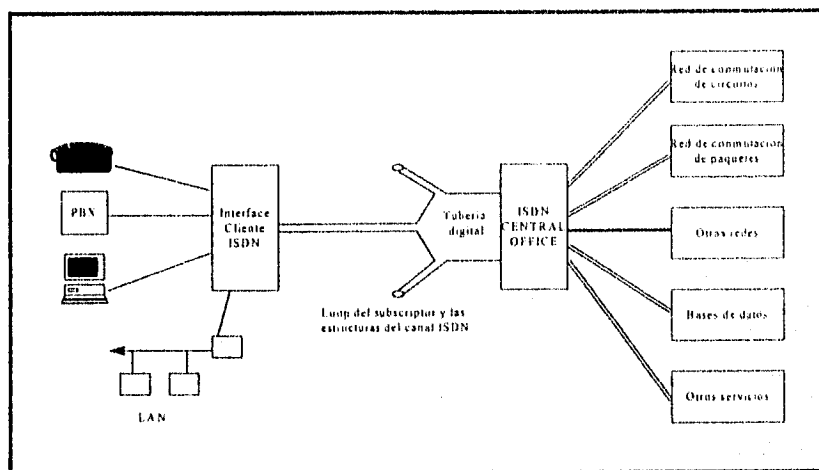 PBX
LAN
Interface
Cliente
ISDN
Tuberia
digital
Loop del subscriptor y las
estructuras del canal ISDN
ISDN
CENTRAL
OFFICE
Red de conmutación
de circuitos
Red de conmutación
de paquetes
Otras redes
Bases de datos
Otros servicios